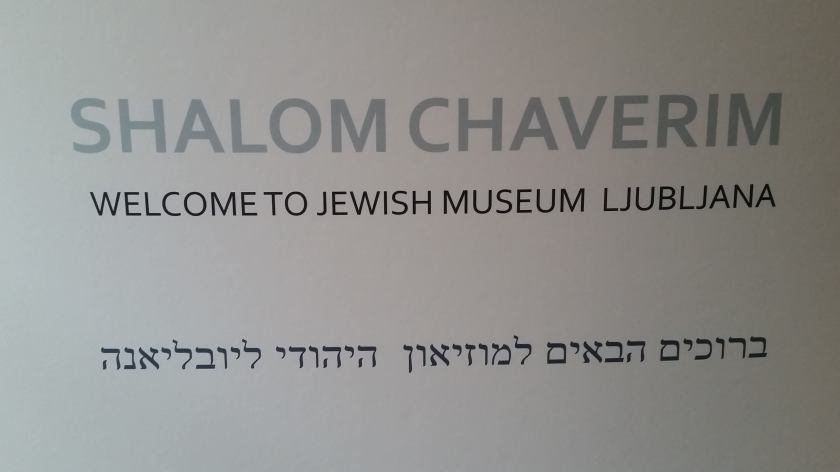 SHALOM CHAVERIM
WELCOME TO JEWISH MUSEUM LJUBLJANA
ברוכים הבאים למוזיאון היהודי ליובליאנה